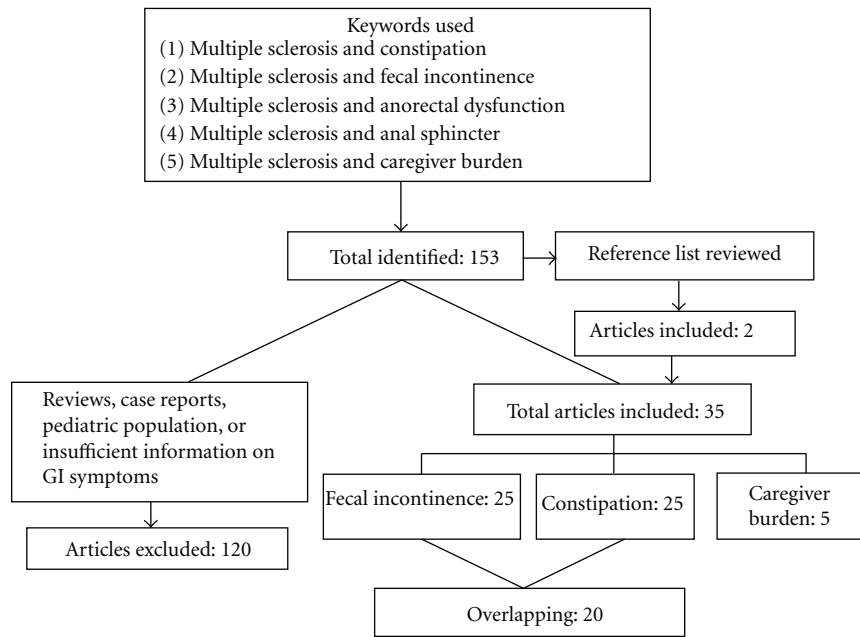 Keywords used
(1) Multiple sclerosis and constipation
(2) Multiple sclerosis and fecal incontinence
(3) Multiple sclerosis and anorectal dysfunction
(4) Multiple sclerosis and anal sphincter
(5) Multiple sclerosis and caregiver burden
Total identified: 153
Reference list reviewed
Articles included: 2
Reviews, case reports,
pediatric population, or
insufficient information on
GI symptoms
Total articles included: 35
Fecal incontinence: 25
Constipation: 25
Caregiver
burden: 5
Articles excluded: 120
Overlapping: 20